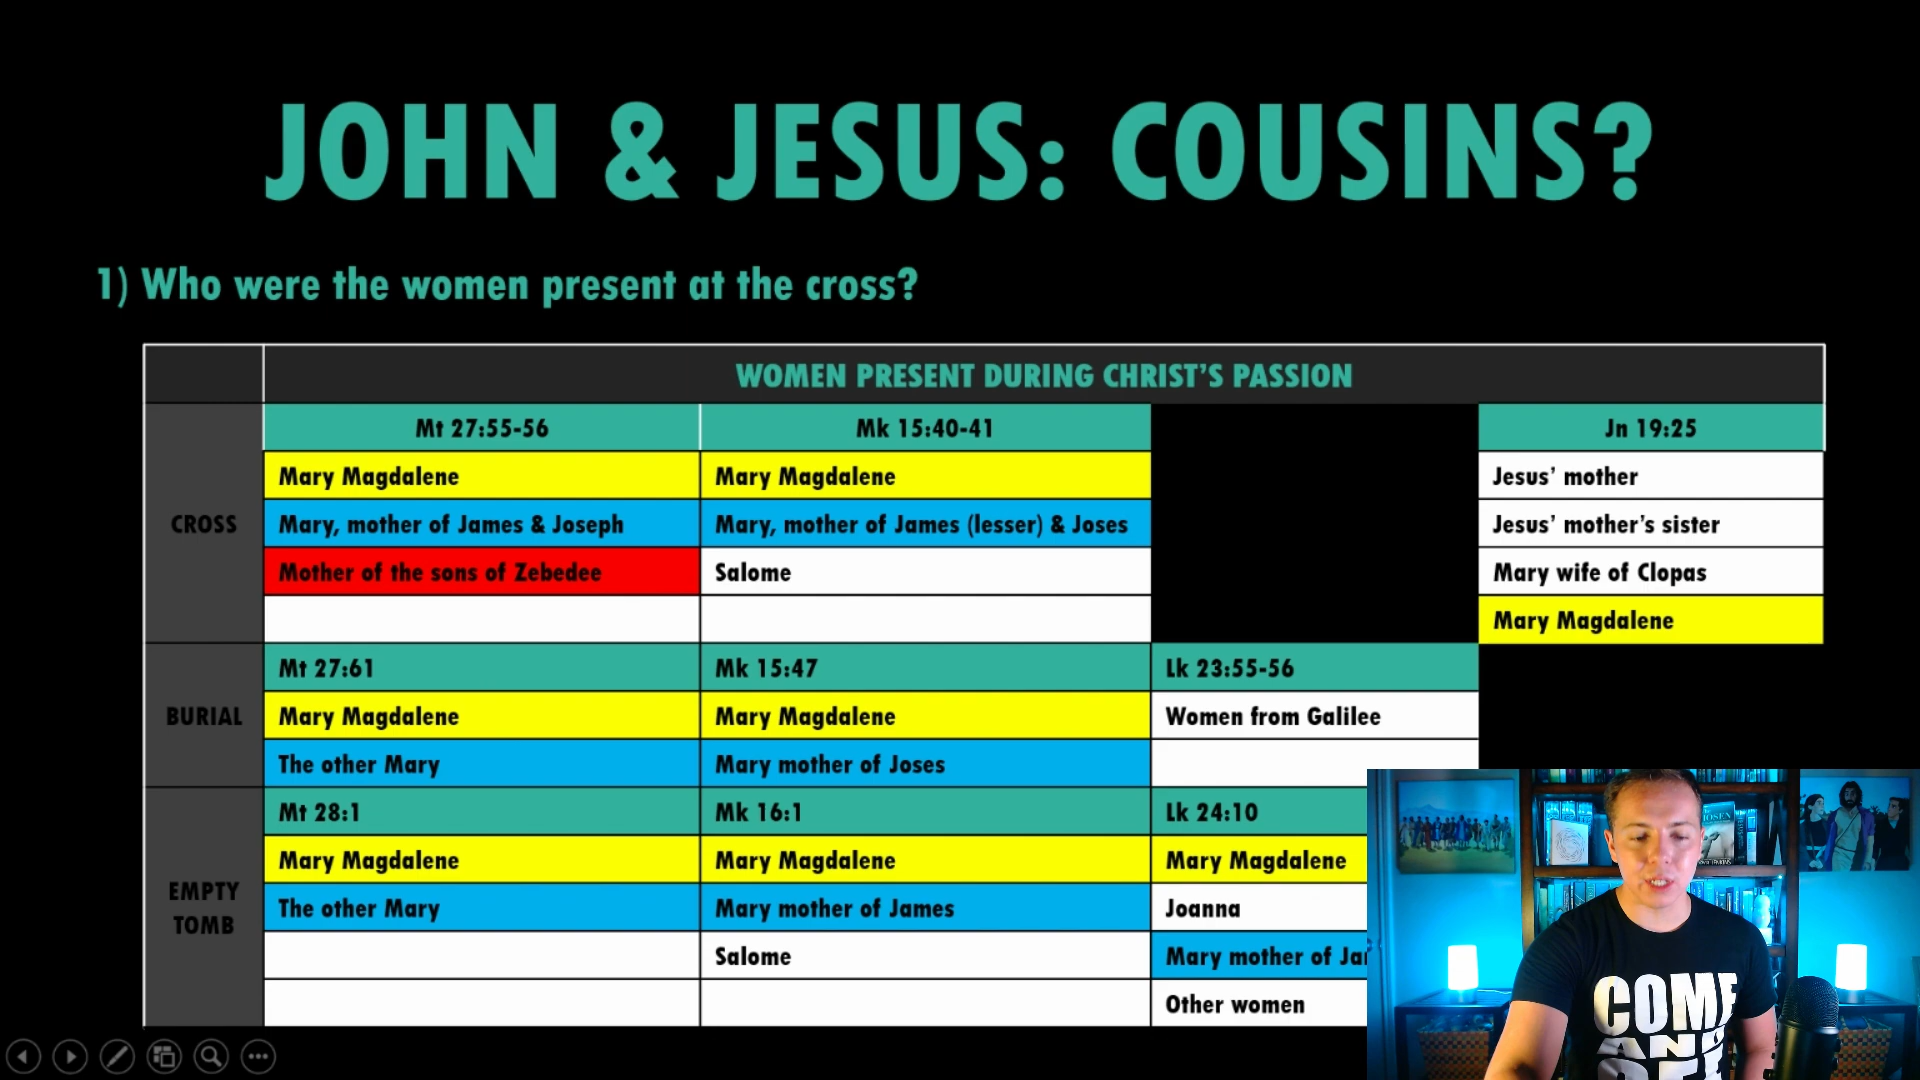 JOHN & JESUS: COUSINS?
1) Who were the women present at the cross?
WOMEN PRESENT DURING CHRIST'S PASSION
CROSS
Mt 27:55-56
Mk 15:40-41
Jn 19:25
Mary Magdalene
Mary Magdalene
Jesus' mother
Mary, mother of James & Joseph
Mary, mother of James (lesser) & Joses
Jesus' mother's sister
Mother of the sons of Zebedee
Salome
Mary wife of Clopas
Mary Magdalene
BURIAL
Mt 27:61
Mk 15:47
Lk 23:55-56
Mary Magdalene
Mary Magdalene
Women from Galilee
The other Mary
Mary mother of Joses
EMPTY
TOMB
Mt 28:1
Mk 16:1
Lk 24:10
Mary Magdalene
Mary Magdalene
Mary Magdalene
The other Mary
Mary mother of James
Joanna
Salome
Mary mother of
Other women
COME
AND